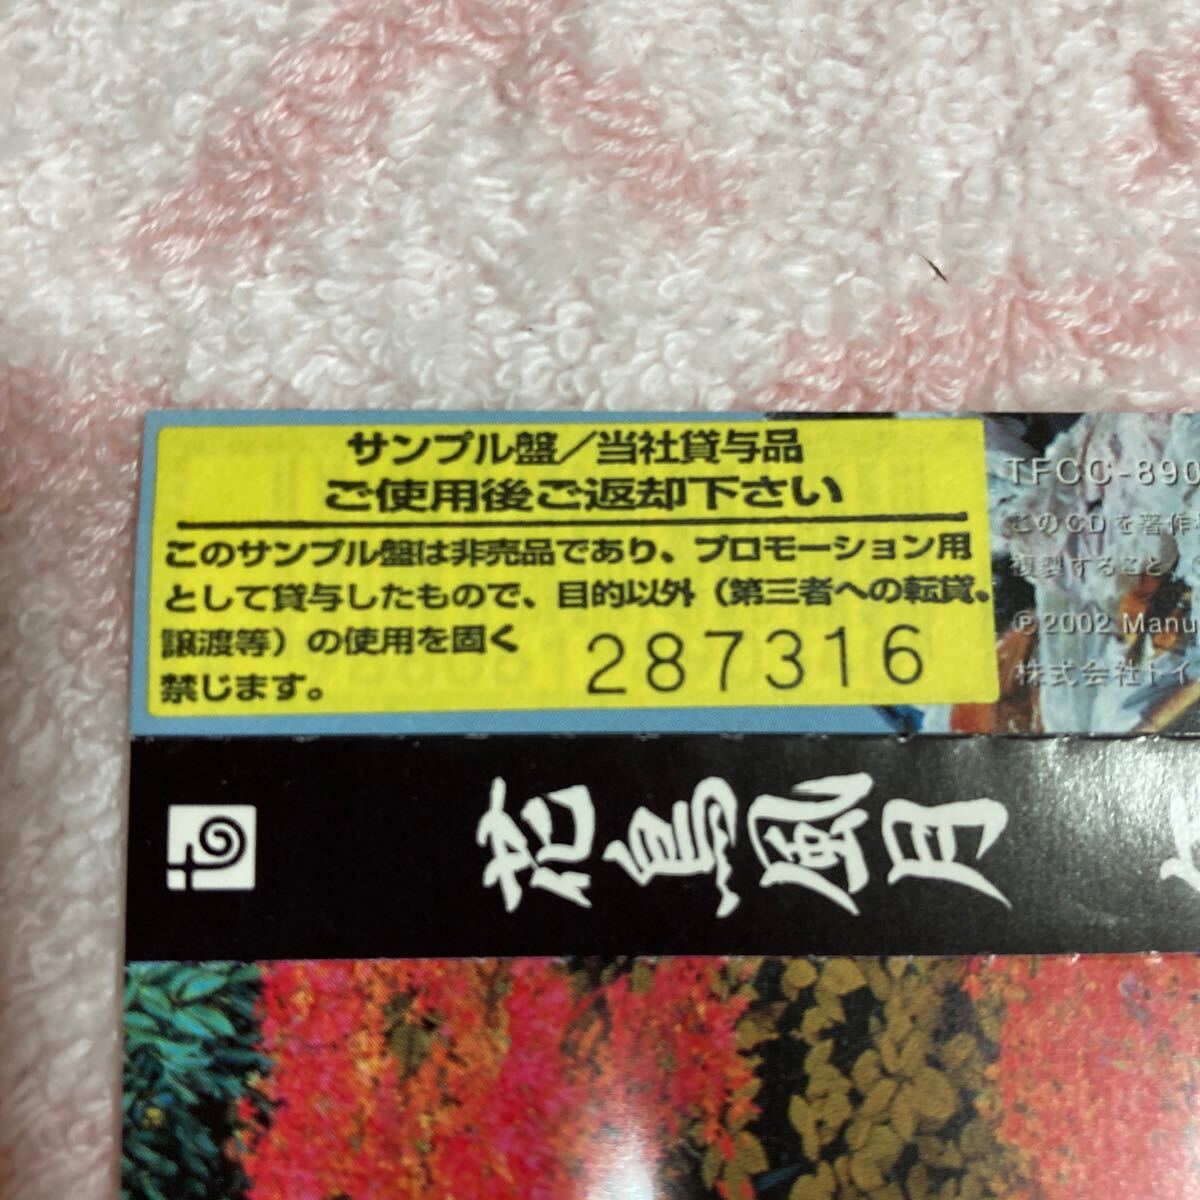 サンプル盤/当社貸与品
ご使用後ご返却下さい
このサンプル盤は非売品であり、プロモーション用
として貸与したもので、目的以外(第三者への転貸、
譲渡等)の使用を固く
禁じます。
287316
TFCC-890
このCDを著作
複製すること、
Ⓟ2002 Manu
株式会社トイ
花鳥風月